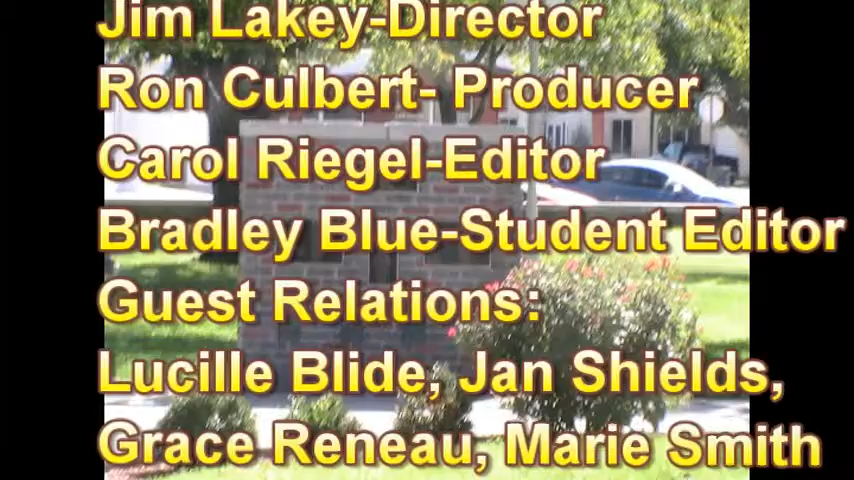 Jim Lakey-Director
Ron Culbert- Producer
Carol Riegel-Editor
Bradley Blue-Student Editor
Guest Relations:
Lucille Blide, Jan Shields,
Grace Reneau, Marie Smith